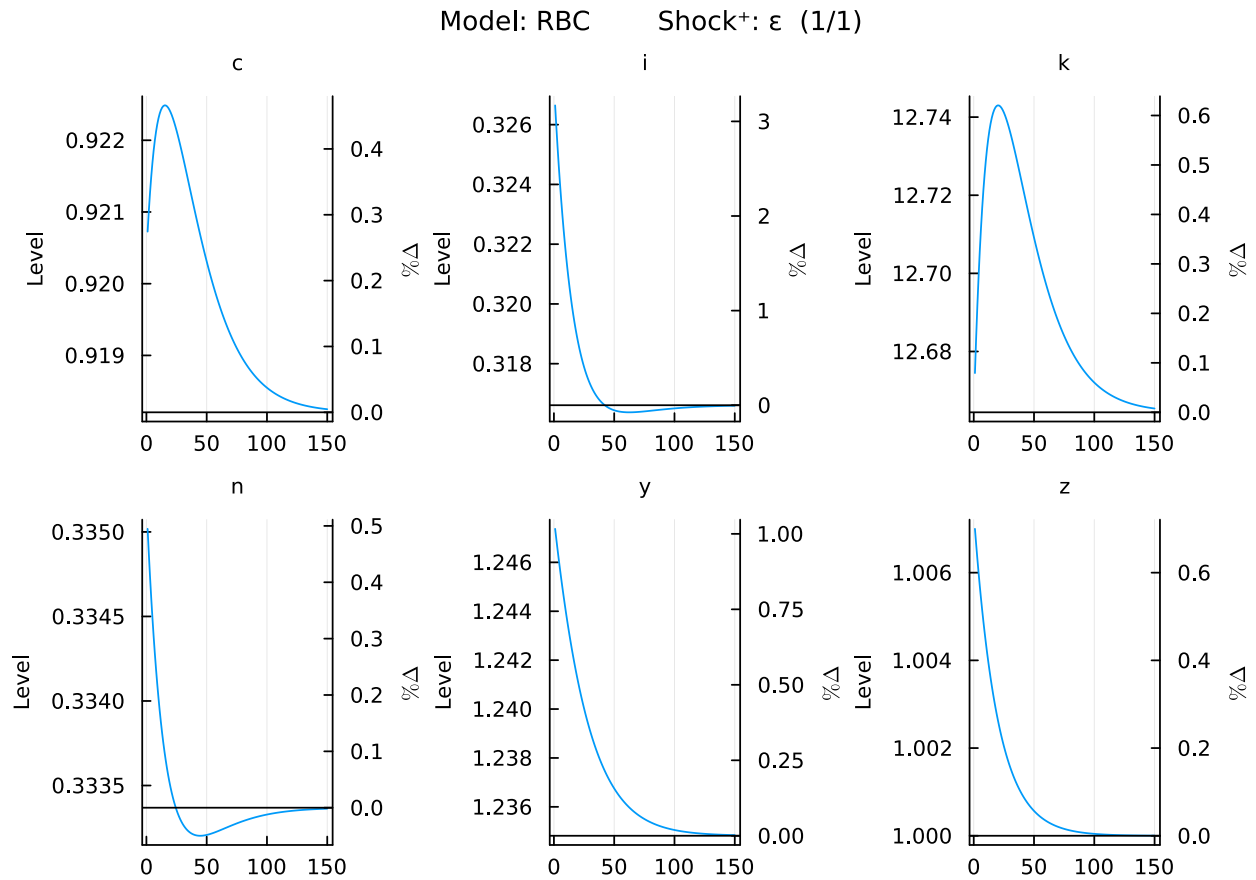 Model: RBC Shock⁺: ε (1/1)
c
Level
0.922
0.921
0.920
0.919
0.4
0.3
0.2
0.1
0.0
%Δ
0 50 100 150
i
Level
0.326
0.324
0.322
0.320
0.318
3
2
1
0
%Δ
0 50 100 150
k
Level
12.74
12.72
12.70
12.68
0.6
0.5
0.4
0.3
0.2
0.1
0.0
%Δ
0 50 100 150
n
Level
0.3350
0.3345
0.3340
0.3335
0.5
0.4
0.3
0.2
0.1
0.0
%Δ
0 50 100 150
y
Level
1.246
1.244
1.242
1.240
1.238
1.236
1.00
0.75
0.50
0.25
0.00
%Δ
0 50 100 150
z
Level
1.006
1.004
1.002
1.000
0.6
0.4
0.2
0.0
%Δ
0 50 100 150